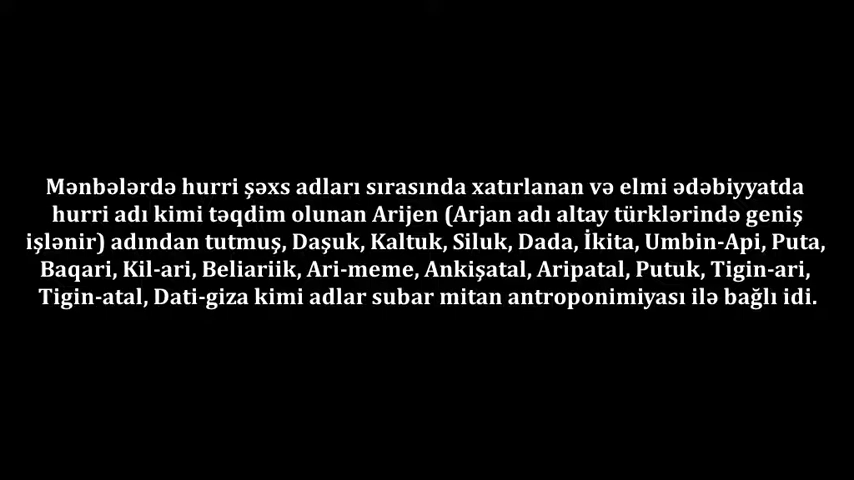 Mənbələrdə hurri şəxs adları sırasında xatırlanan və elmi ədəbiyyatda
hurri adı kimi təqdim olunan Arijen (Arjan adı altay türklərində geniş
işlənir) adından tutmuş, Daşuk, Kaltuk, Siluk, Dada, İkita, Umbin-Api, Puta,
Baqari, Kil-ari, Beliariik, Ari-meme, Ankişatal, Aripatal, Putuk, Tigin-ari,
Tigin-atal, Dati-giza kimi adlar subar mitan antroponimiyası ilə bağlı idi.